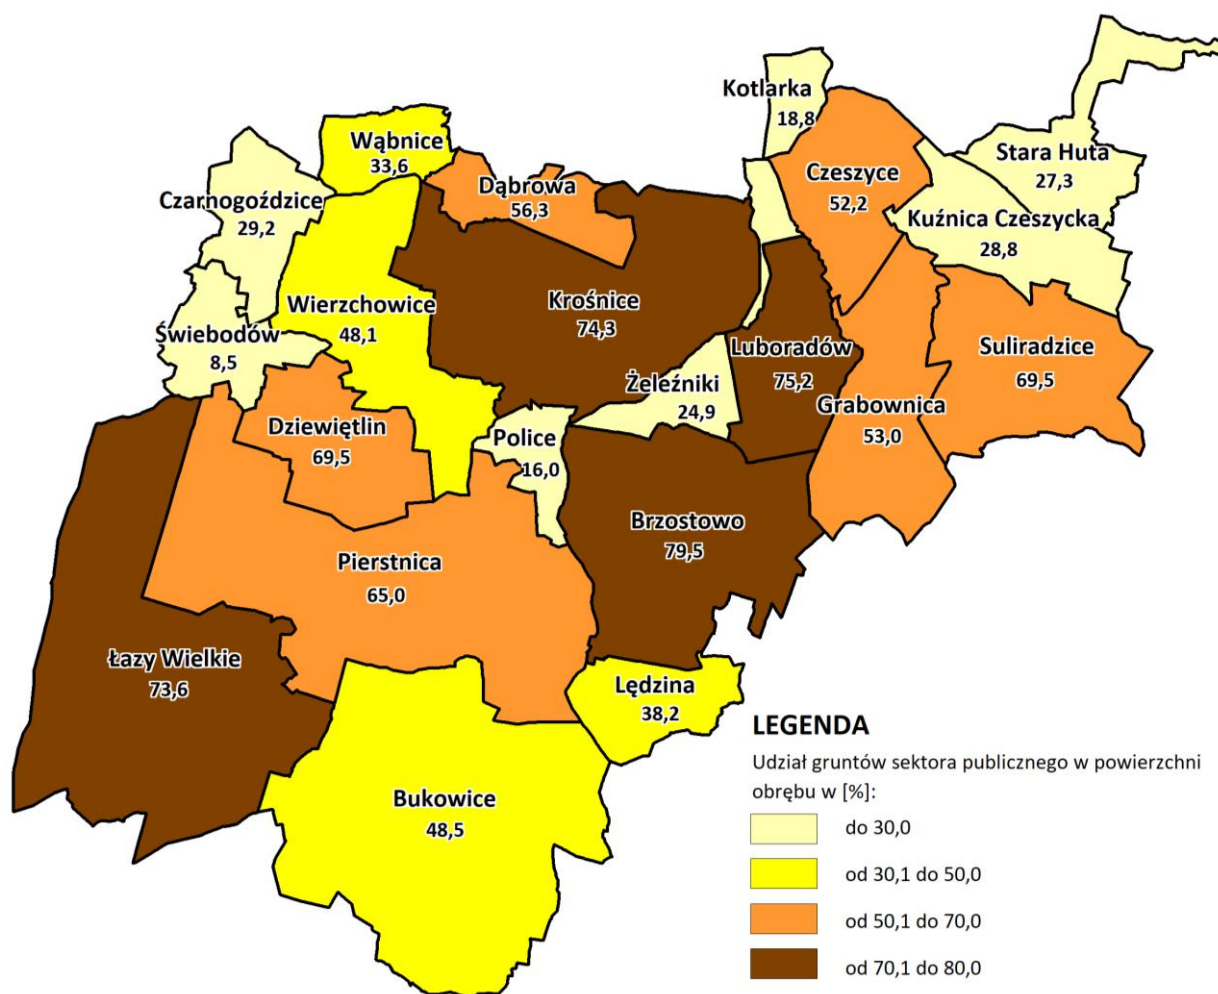 Kotlarka
18,8
Wąbnice
33,6
Stara Huta
27,3
Czeszyce
52,2
Dąbrowa
56,3
Czarnogoździce
29,2
Kuźnica Czeszycka
28,8
Wierzchowice
48,1
Krośnice
74,3
Świebodów
8,5
Luboradów
75,2
Suliradzice
69,5
Żeleźniki
24,9
Grabownica
53,0
Dziewiętlin
69,5
Police
16,0
Brzostowo
79,5
Pierstnica
65,0
Łazy Wielkie
73,6
Lędzina
38,2
Bukowice
48,5
LEGENDA
Udział gruntów sektora publicznego w powierzchni
obrębu w [%]:
do 30,0
od 30,1 do 50,0
od 50,1 do 70,0
od 70,1 do 80,0